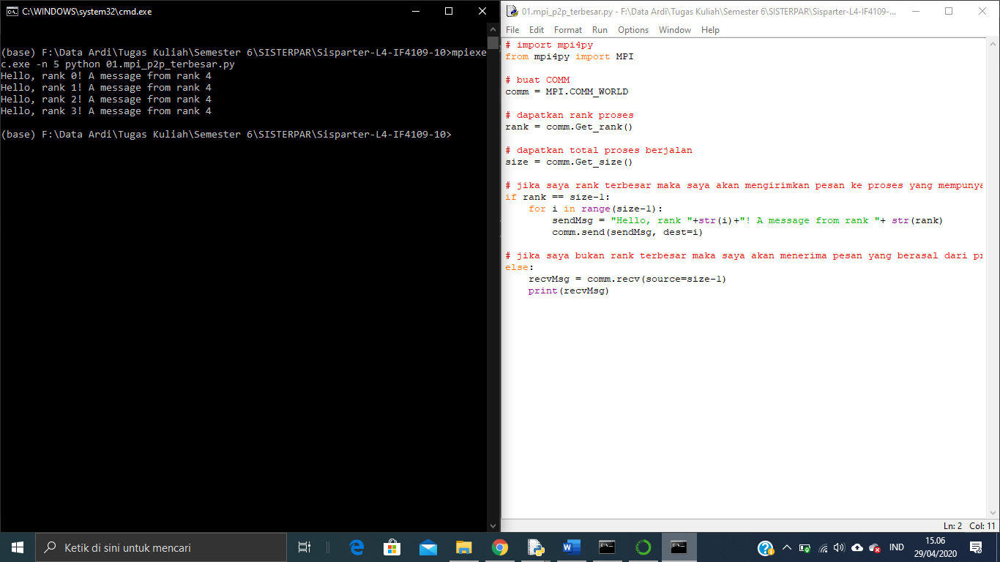 C:\WINDOWS\system32\cmd.exe
(base) F:\Data Ardi\Tugas Kuliah\Semester 6\SISTERPAR\Sisparter-L4-IF4109-10>mpiexe
c.exe -n 5 python 01.mpi_p2p_terbesar.py
Hello, rank 0! A message from rank 4
Hello, rank 1! A message from rank 4
Hello, rank 2! A message from rank 4
Hello, rank 3! A message from rank 4
(base) F:\Data Ardi\Tugas Kuliah\Semester 6\SISTERPAR\Sisparter-L4-IF4109-10>
01.mpi_p2p_terbesar.py - F:\Data Ardi\Tugas Kuliah\Semester 6\SISTERPAR\Sisparter-L4-IF4109-...
File Edit Format Run Options Window Help
# import mpi4py
from mpi4py import MPI
# buat COMM
comm = MPI.COMM_WORLD
# dapatkan rank proses
rank = comm.Get_rank()
# dapatkan total proses berjalan
size = comm.Get_size()
# jika saya rank terbesar maka saya akan mengirimkan pesan ke proses yang mempunya
if rank == size-1:
    for i in range(size-1):
        sendMsg = "Hello, rank "+str(i)+"! A message from rank "+ str(rank)
        comm.send(sendMsg, dest=i)
# jika saya bukan rank terbesar maka saya akan menerima pesan yang berasal dari pr
else:
    recvMsg = comm.recv(source=size-1)
    print(recvMsg)
Ln: 2 Col: 11
Ketik di sini untuk mencari
IND
15.06
29/04/2020